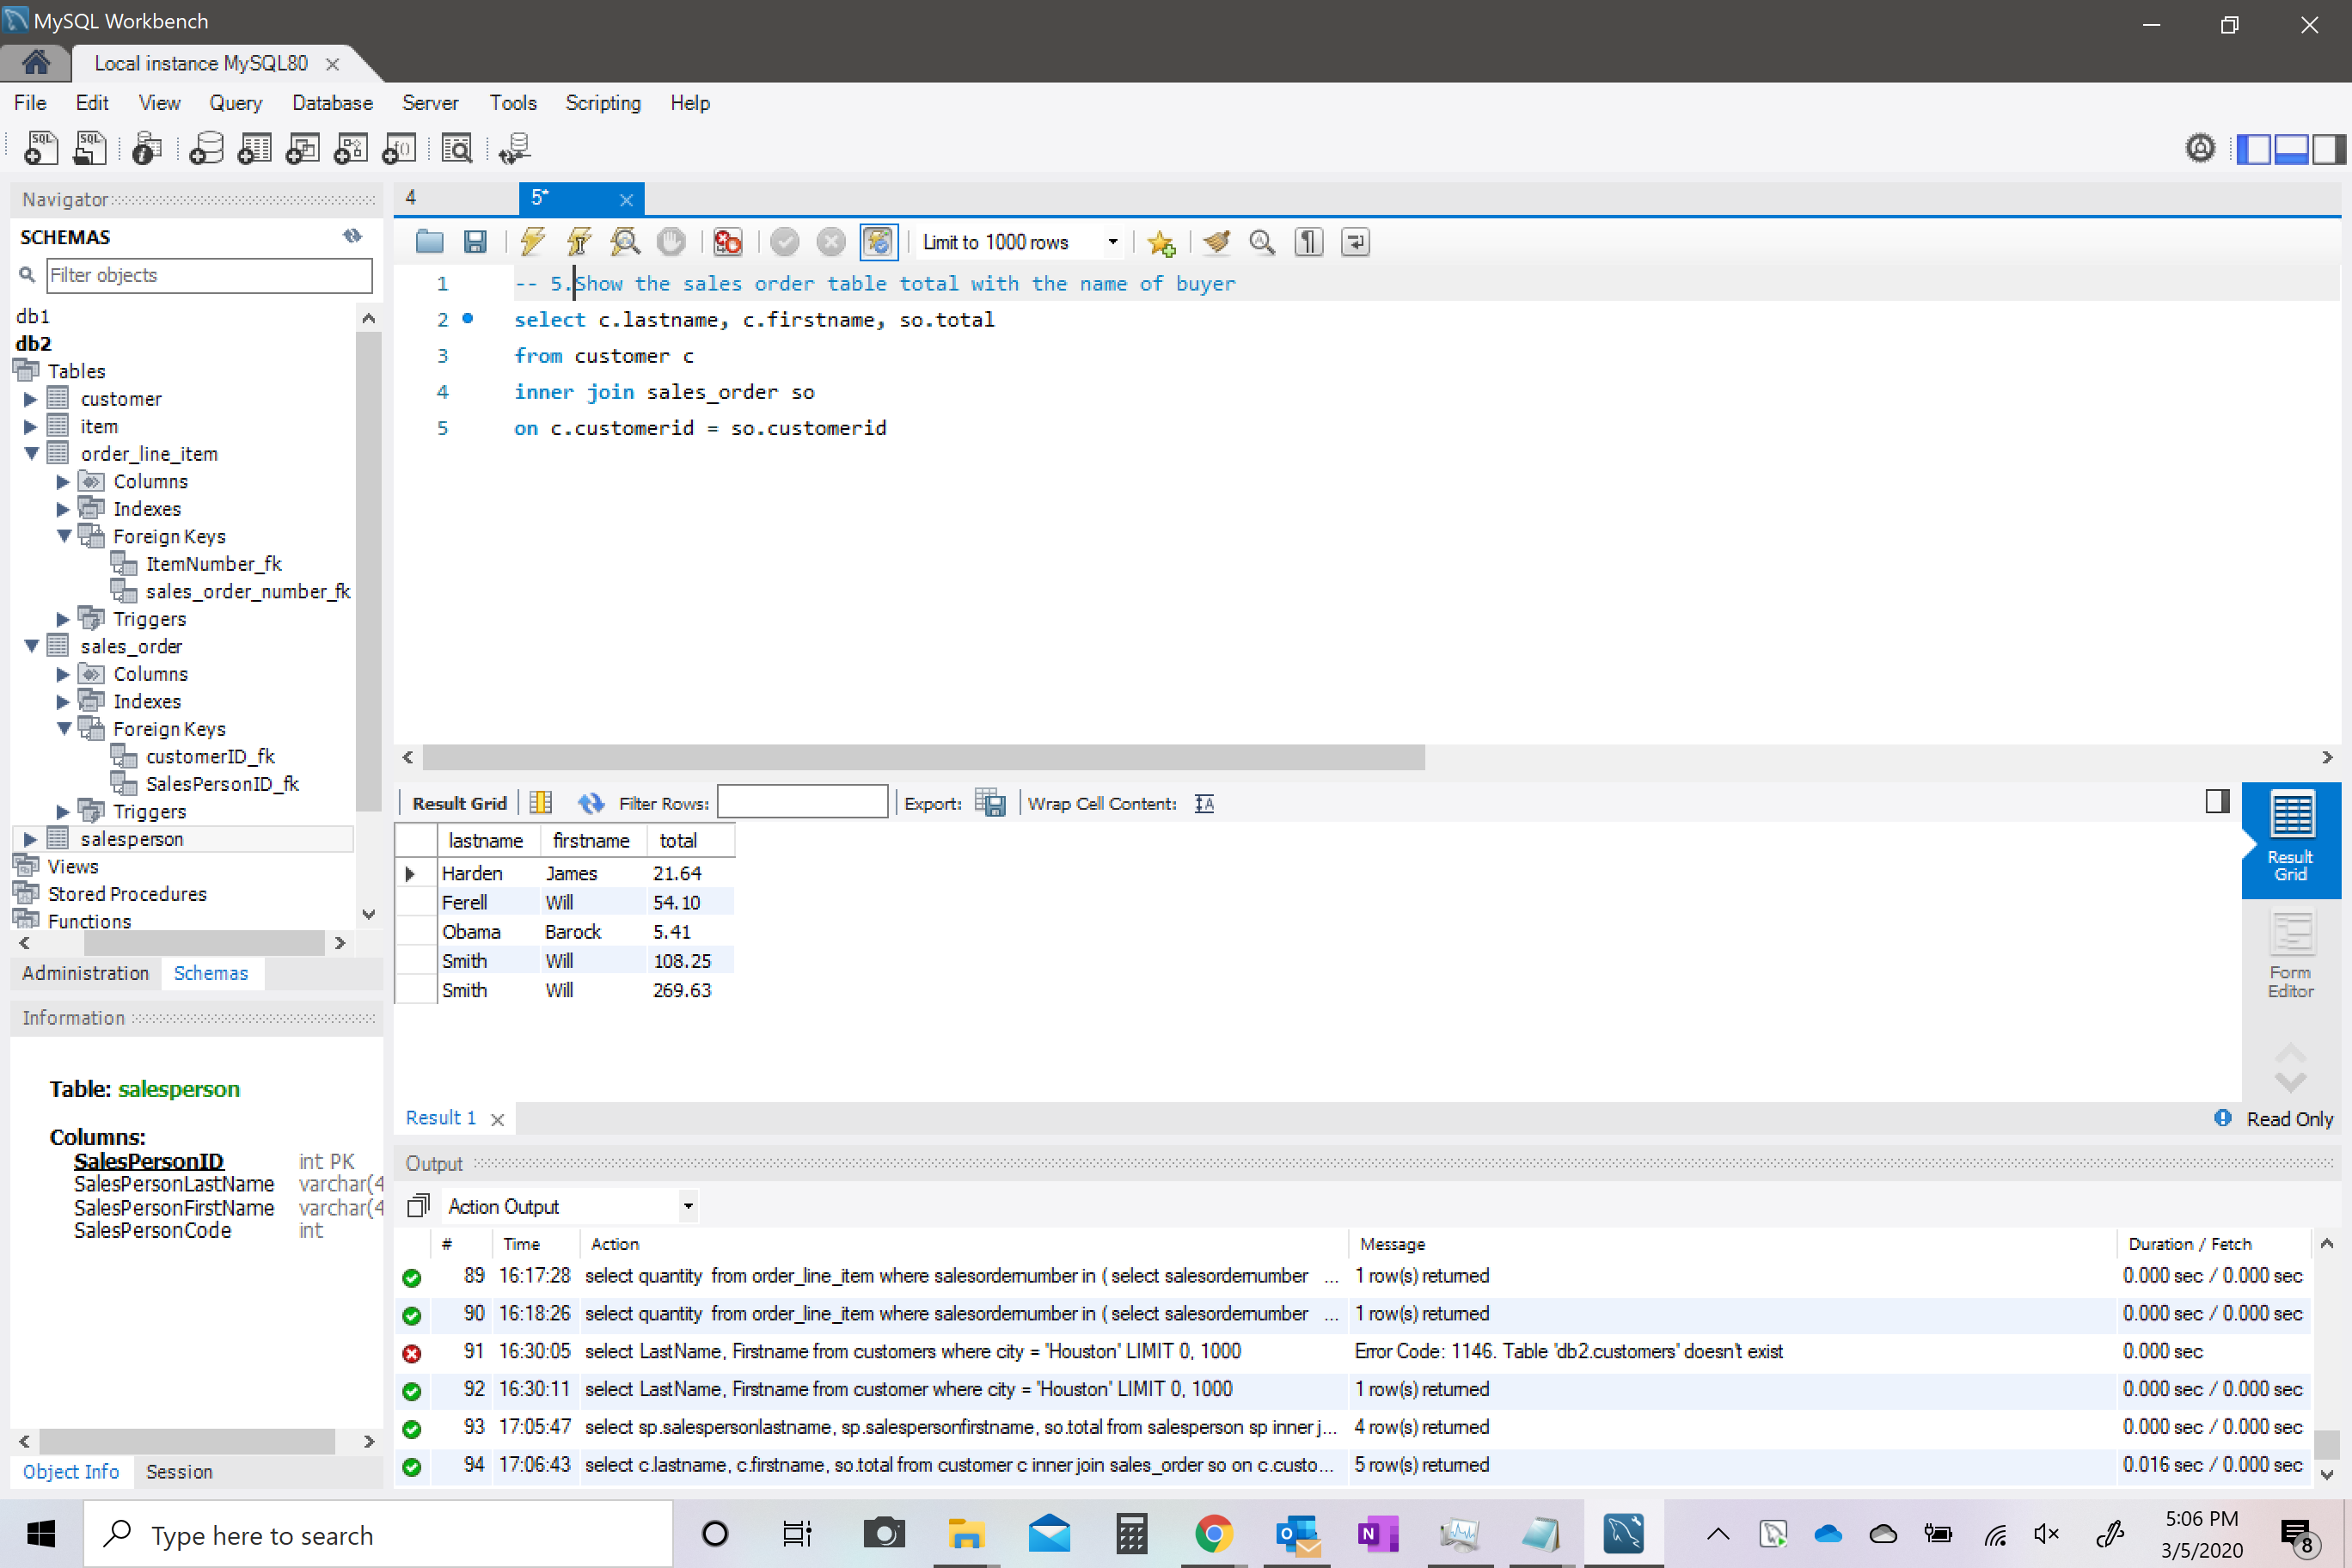 MySQL Workbench
Local instance MySQL80
File Edit View Query Database Server Tools Scripting Help
Navigator
SCHEMAS
Filter objects
db1
db2
Tables
customer
item
order_line_item
Columns
Indexes
Foreign Keys
ItemNumber_fk
sales_order_number_fk
Triggers
sales_order
Columns
Indexes
Foreign Keys
customerID_fk
SalesPersonID_fk
Triggers
salesperson
Views
Stored Procedures
Functions
Administration Schemas
Information
Table: salesperson
Columns:
SalesPersonID int PK
SalesPersonLastName varchar(4
SalesPersonFirstName varchar(4
SalesPersonCode int
Object Info Session
4 5*
Limit to 1000 rows
1 -- 5.Show the sales order table total with the name of buyer
2 select c.lastname, c.firstname, so.total
3 from customer c
4 inner join sales_order so
5 on c.customerid = so.customerid
Result Grid Filter Rows: Export: Wrap Cell Content:
lastname firstname total
Harden James 21.64
Ferell Will 54.10
Obama Barock 5.41
Smith Will 108.25
Smith Will 269.63
Result Grid
Form Editor
Result 1 Read Only
Output
Action Output
# Time Action Message Duration / Fetch
89 16:17:28 select quantity from order_line_item where salesordernumber in ( select salesordernumber ... 1 row(s) returned 0.000 sec / 0.000 sec
90 16:18:26 select quantity from order_line_item where salesordernumber in ( select salesordernumber ... 1 row(s) returned 0.000 sec / 0.000 sec
91 16:30:05 select LastName, Firstname from customers where city = "Houston" LIMIT 0, 1000 Error Code: 1146. Table 'db2.customers' doesn't exist 0.000 sec
92 16:30:11 select LastName, Firstname from customer where city = "Houston" LIMIT 0, 1000 1 row(s) returned 0.000 sec / 0.000 sec
93 17:05:47 select sp.salespersonlastname, sp.salespersonfirstname, so.total from salesperson sp inner j... 4 row(s) returned 0.000 sec / 0.000 sec
94 17:06:43 select c.lastname, c.firstname, so.total from customer c inner join sales_order so on c.custo... 5 row(s) returned 0.016 sec / 0.000 sec
Type here to search
5:06 PM
3/5/2020
8